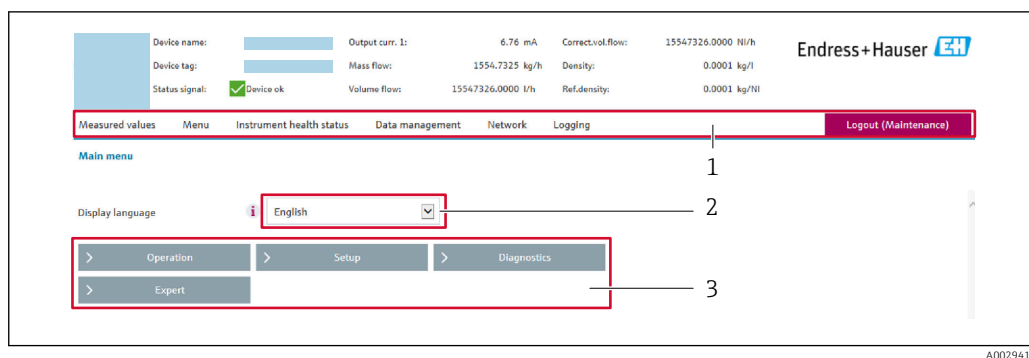 Device name: Output curr. 1: 6.76 mA Correct.vol.flow: 15547326.0000 Nl/h
Endress+Hauser EH
Device tag: Mass flow: 1554.7325 kg/h Density: 0.0001 kg/l
Status signal: Device ok Volume flow: 15547326.0000 l/h Ref.density: 0.0001 kg/Nl
Measured values Menu Instrument health status Data management Network Logging Logout (Maintenance)
1
Main menu
Display language i English 2
> Operation > Setup > Diagnostics
> Expert 3
A002941